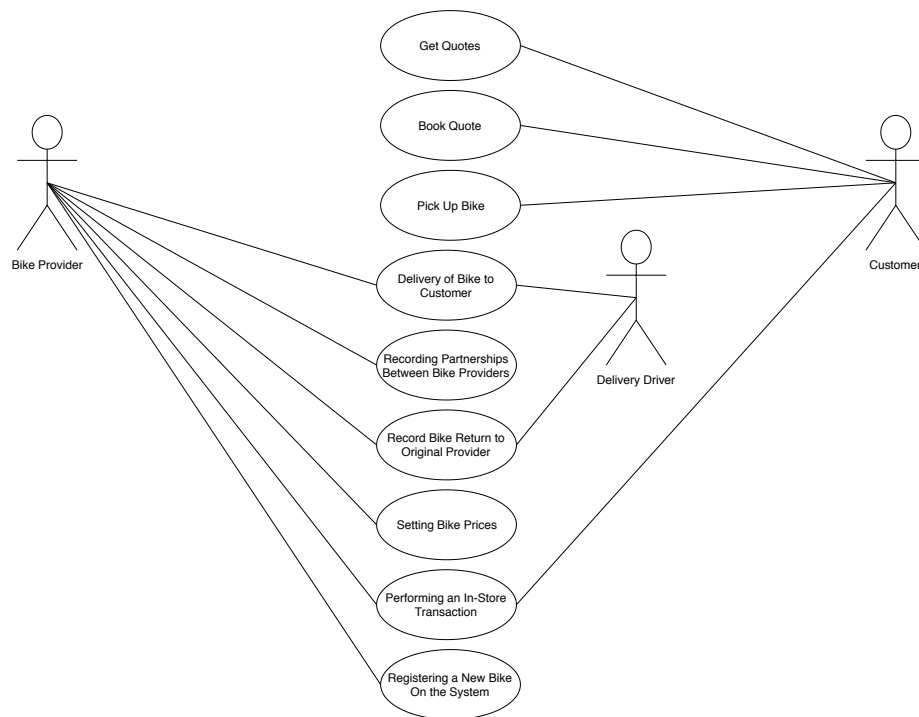 Get Quotes
Book Quote
Pick Up Bike
Bike Provider
Customer
Delivery of Bike to
Customer
Delivery Driver
Recording Partnerships
Between Bike Providers
Record Bike Return to
Original Provider
Setting Bike Prices
Performing an In-Store
Transaction
Registering a New Bike
On the System